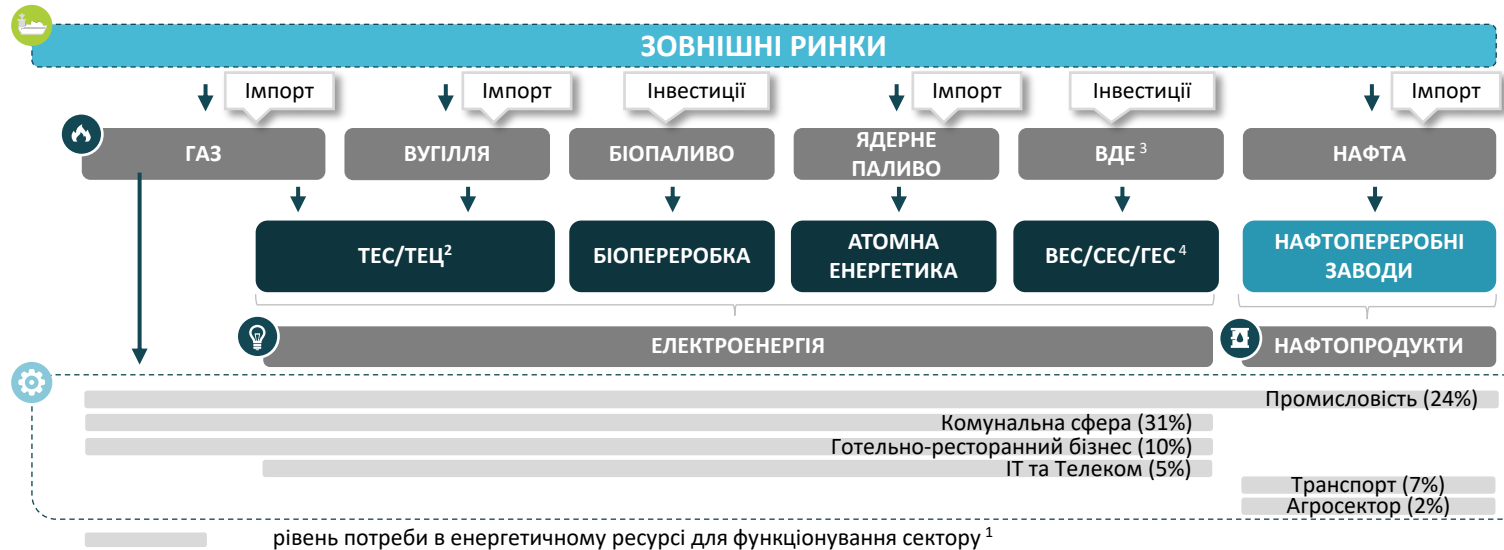 ЗОВНІШНІ РИНКИ
Імпорт
Імпорт
Інвестиції
Імпорт
Інвестиції
Імпорт
ГАЗ
ВУГІЛЛЯ
БІОПАЛИВО
ЯДЕРНЕ
ПАЛИВО
ВДЕ 3
НАФТА
ТЕС/ТЕЦ2
БІОПЕРЕРОБКА
АТОМНА
ЕНЕРГЕТИКА
ВЕС/СЕС/ГЕС 4
НАФТОПЕРЕРОБНІ
ЗАВОДИ
ЕЛЕКТРОЕНЕРГІЯ
НАФТОПРОДУКТИ
Промисловість (24%)
Комунальна сфера (31%)
Готельно-ресторанний бізнес (10%)
ІТ та Телеком (5%)
Транспорт (7%)
Агросектор (2%)
рівень потреби в енергетичному ресурсі для функціонування сектору 1